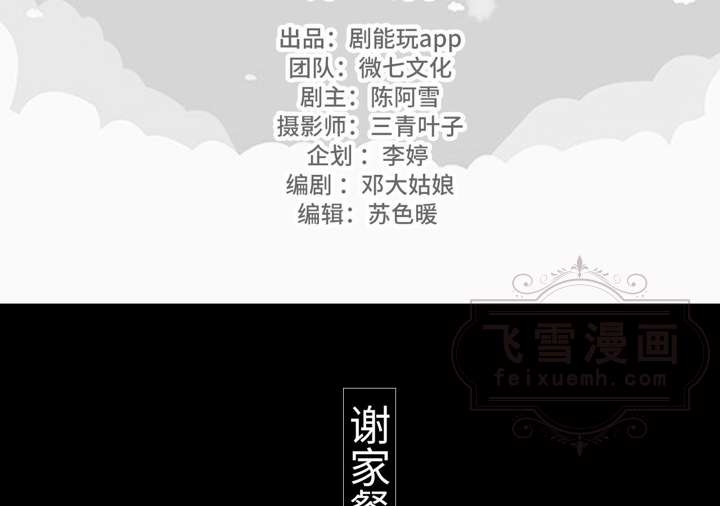 出品：剧能玩app
团队：微七文化
剧主：陈阿雪
摄影师：三青叶子
企划：李婷
编剧：邓大姑娘
编辑：苏色暖
飞雪漫画
feixuemh.com
谢家